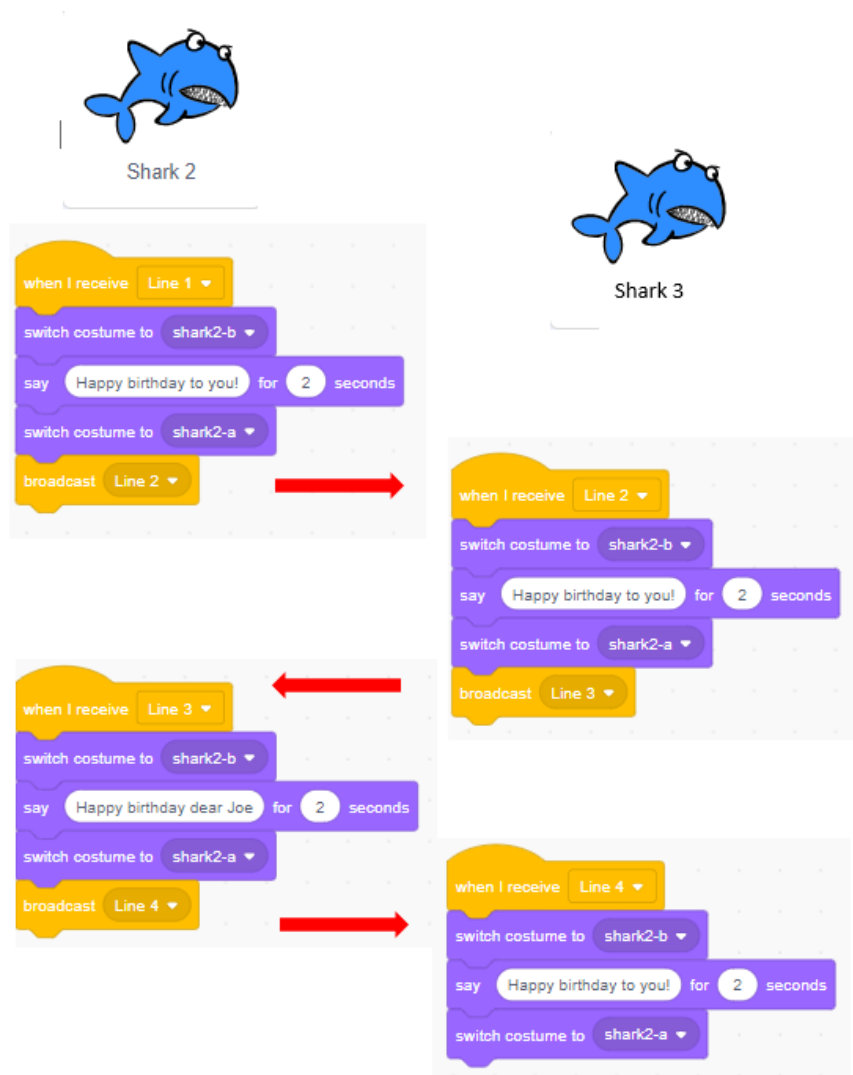 Shark 2
when I receive Line 1
switch costume to shark2-b
say Happy birthday to you! for 2 seconds
switch costume to shark2-a
broadcast Line 2
Shark 3
when I receive Line 2
switch costume to shark2-b
say Happy birthday to you! for 2 seconds
switch costume to shark2-a
broadcast Line 3
when I receive Line 3
switch costume to shark2-b
say Happy birthday dear Joe for 2 seconds
switch costume to shark2-a
broadcast Line 4
when I receive Line 4
switch costume to shark2-b
say Happy birthday to you! for 2 seconds
switch costume to shark2-a